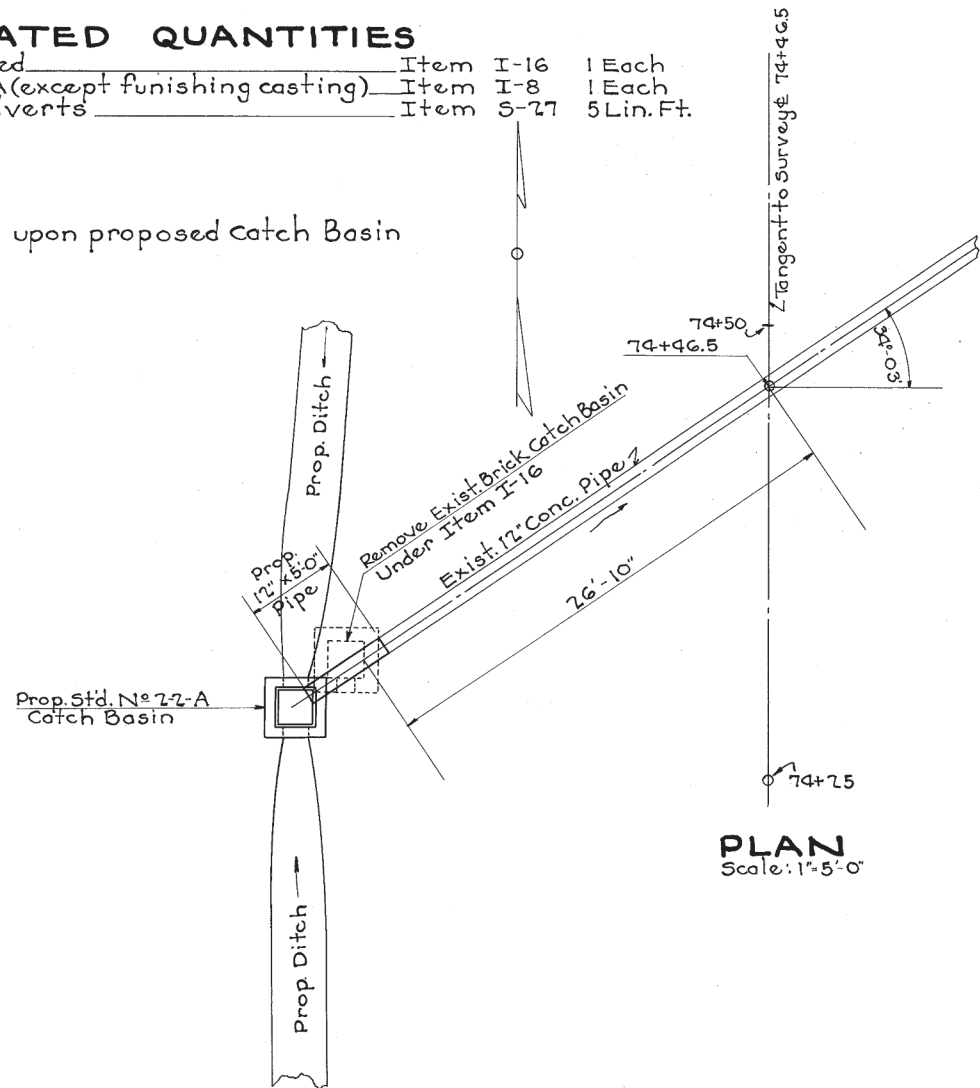 ATED QUANTITIES
ed Item I-16 1 Each
A (except funishing casting) Item I-8 1 Each
verts Item S-27 5 Lin. Ft.
upon proposed Catch Basin
Tangent to Survey ℄ 74+46.5
74+50
74+46.5
34°-03'
Prop. Ditch
Remove Exist. Brick Catch Basin
Under Item I-16
Exist. 12" Conc. Pipe
Prop.
12" x 5'-0"
Pipe
26'-10"
Prop. Std. Nº 2-2-A
Catch Basin
74+25
PLAN
Scale: 1"=5'-0"
Prop. Ditch